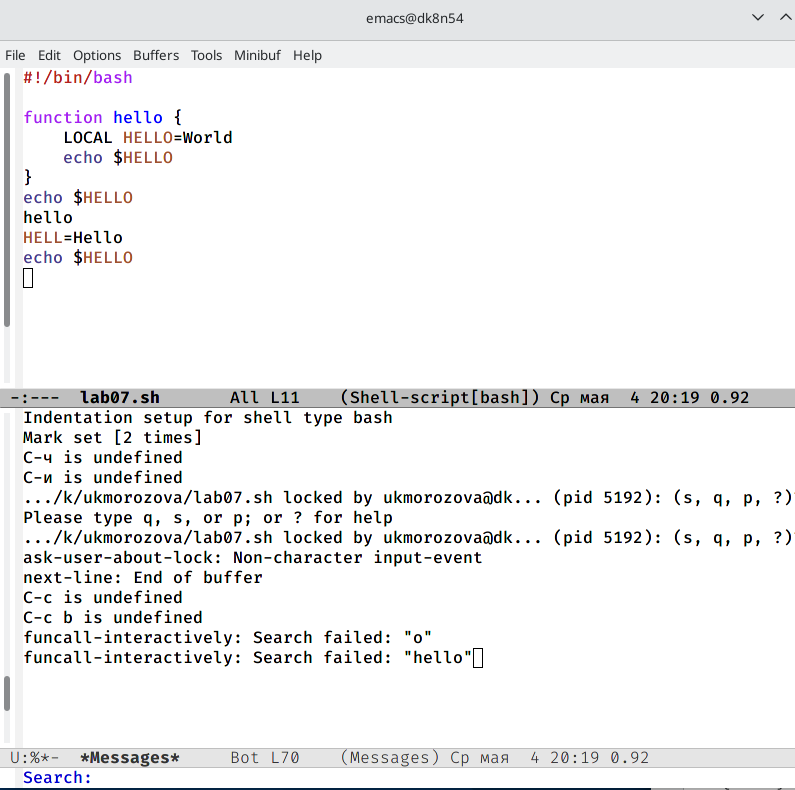 emacs@dk8n54
File Edit Options Buffers Tools Minibuf Help
#!/bin/bash
function hello {
    LOCAL HELLO=World
    echo $HELLO
}
echo $HELLO
hello
HELL=Hello
echo $HELLO
-:---  lab07.sh       All L11    (Shell-script[bash]) Ср мая  4 20:19 0.92
Indentation setup for shell type bash
Mark set [2 times]
C-ч is undefined
C-и is undefined
.../k/ukmorozova/lab07.sh locked by ukmorozova@dk... (pid 5192): (s, q, p, ?)
Please type q, s, or p; or ? for help
.../k/ukmorozova/lab07.sh locked by ukmorozova@dk... (pid 5192): (s, q, p, ?)
ask-user-about-lock: Non-character input-event
next-line: End of buffer
C-c is undefined
C-c b is undefined
funcall-interactively: Search failed: "o"
funcall-interactively: Search failed: "hello"
U:%*-  *Messages*     Bot L70    (Messages) Ср мая  4 20:19 0.92
Search: